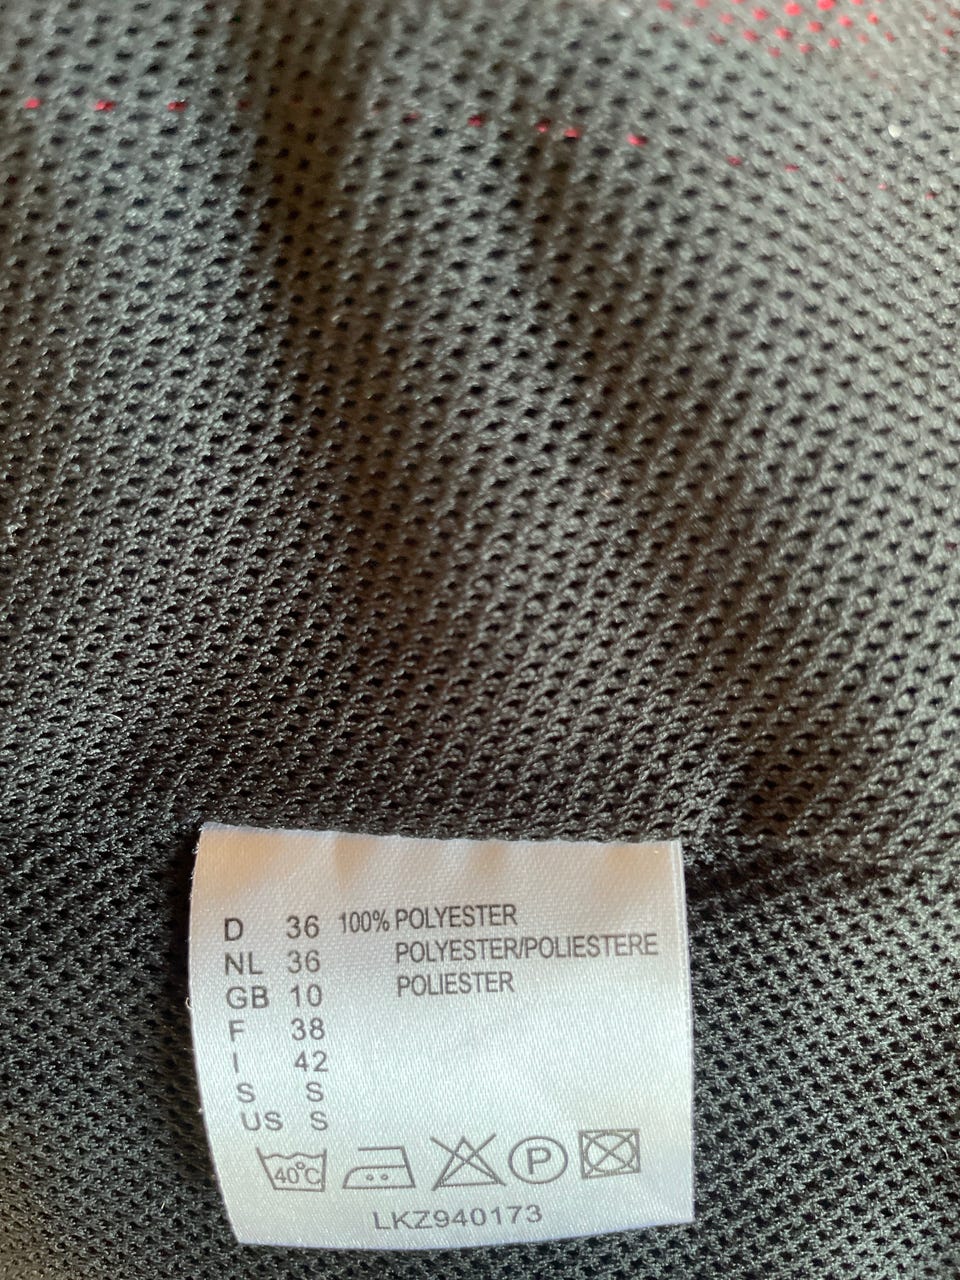 D 36 100% POLYESTER
NL 36 POLYESTER/POLIESTERE
GB 10 POLIESTER
F 38
I 42
S S
US S
40°C P
LKZ940173